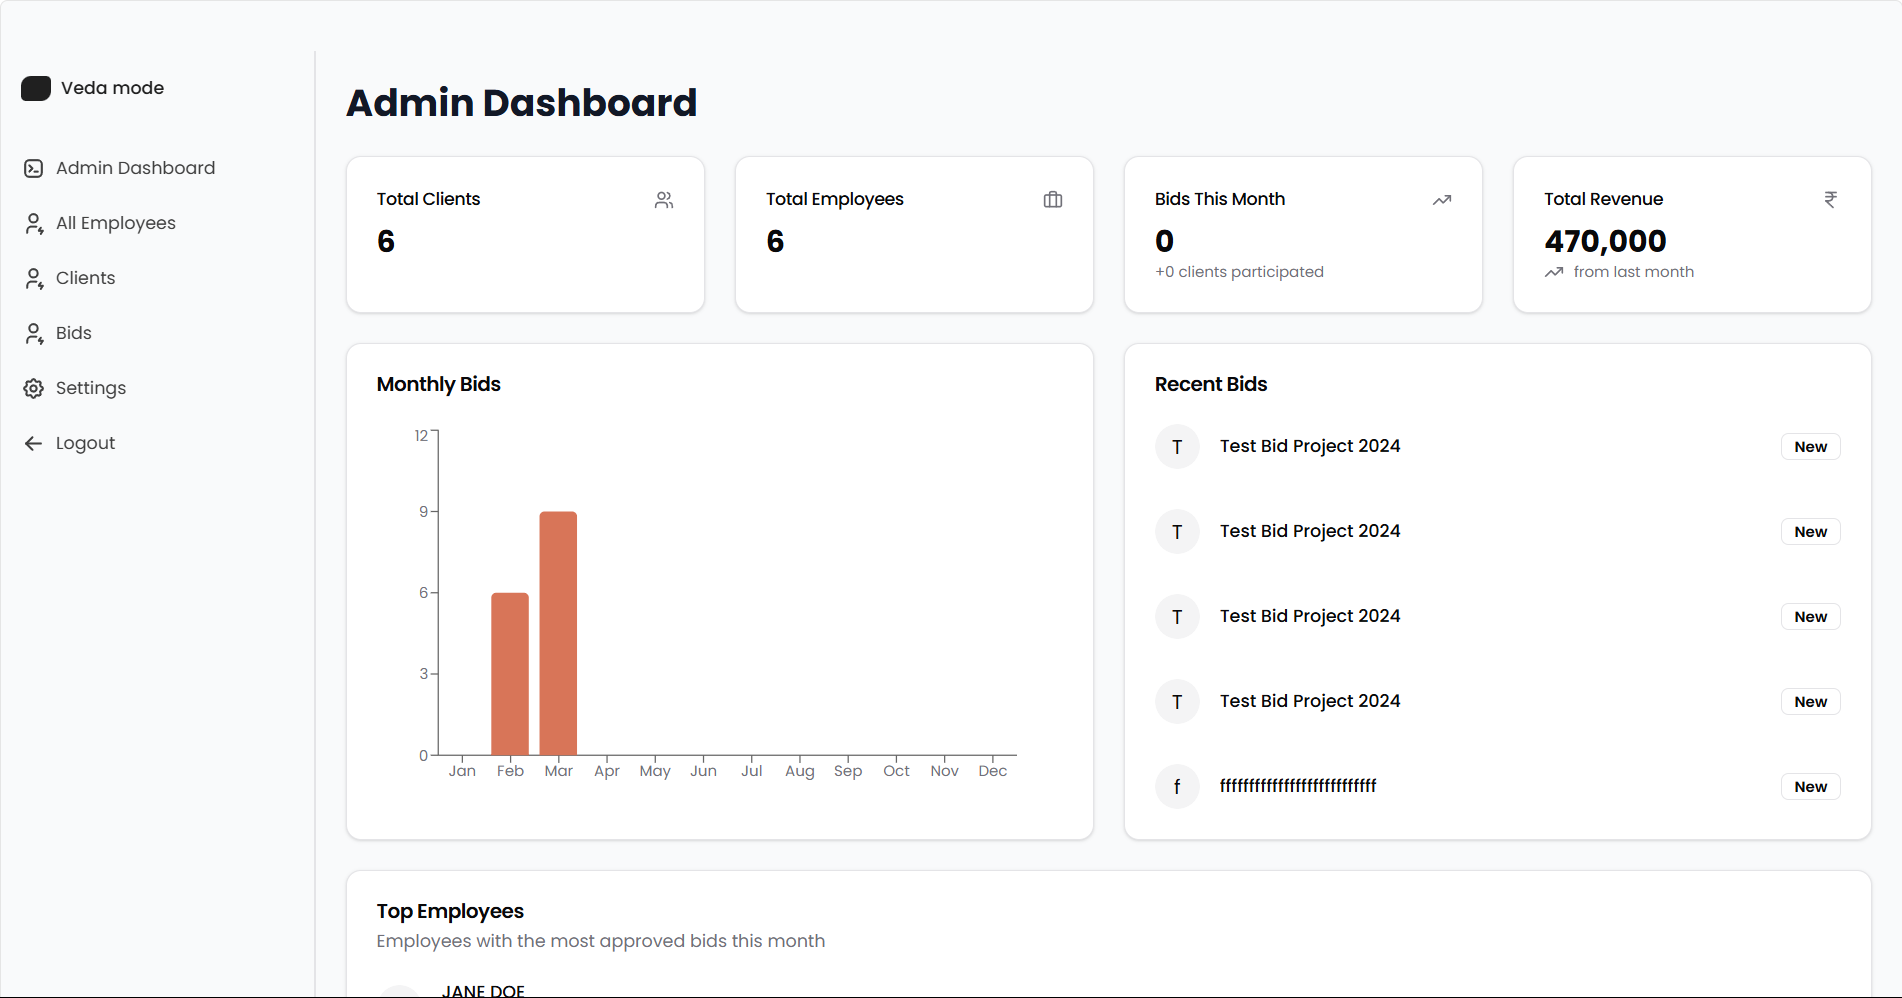 Veda mode
Admin Dashboard
All Employees
Clients
Bids
Settings
Logout
Admin Dashboard
Total Clients
6
Total Employees
6
Bids This Month
0
+0 clients participated
Total Revenue
₹
470,000
from last month
Monthly Bids
12
9
6
3
0
Jan Feb Mar Apr May Jun Jul Aug Sep Oct Nov Dec
Recent Bids
T Test Bid Project 2024 New
T Test Bid Project 2024 New
T Test Bid Project 2024 New
T Test Bid Project 2024 New
f ffffffffffffffffffffffffffff New
Top Employees
Employees with the most approved bids this month
JANE DOE